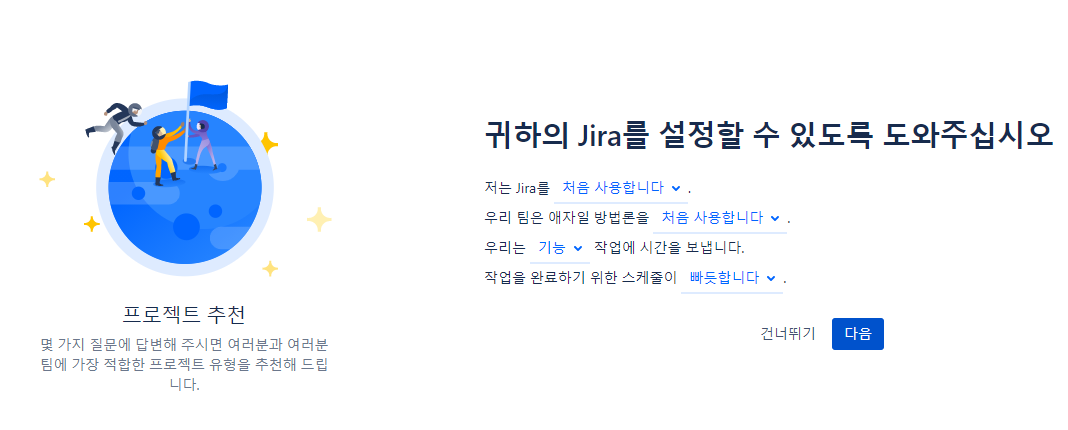 귀하의 Jira를 설정할 수 있도록 도와주십시오
저는 Jira를 처음 사용합니다 .
우리 팀은 애자일 방법론을 처음 사용합니다 .
우리는 기능 작업에 시간을 보냅니다.
작업을 완료하기 위한 스케줄이 빠듯합니다 .
건너뛰기 다음
프로젝트 추천
몇 가지 질문에 답변해 주시면 여러분과 여러분
팀에 가장 적합한 프로젝트 유형을 추천해 드립
니다.